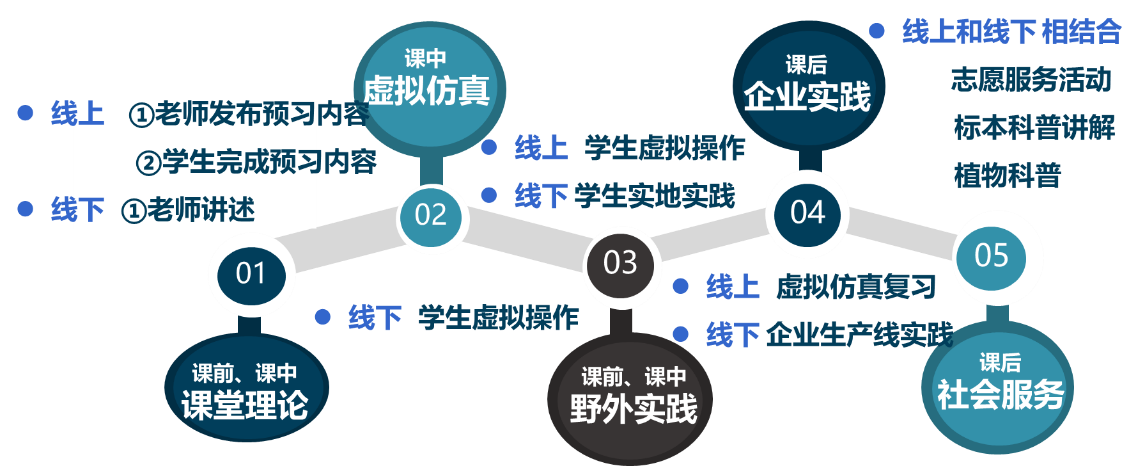 课中
虚拟仿真
课后
企业实践
线上和线下 相结合
志愿服务活动
标本科普讲解
植物科普
线上 ①老师发布预习内容
②学生完成预习内容
线下 ①老师讲述
线上 学生虚拟操作
线下 学生实地实践
01
02
03
04
05
线下 学生虚拟操作
线上 虚拟仿真复习
线下 企业生产线实践
课前、课中
课堂理论
课前、课中
野外实践
课后
社会服务